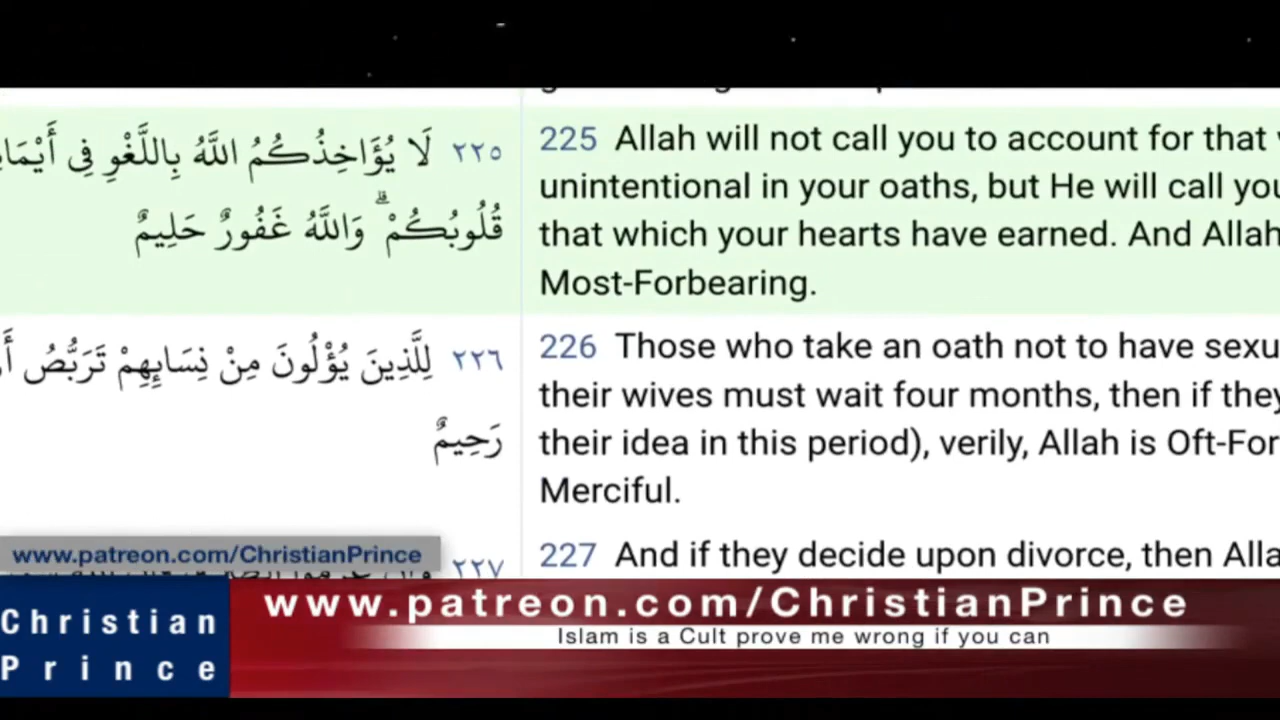 لَا يُؤَاخِذُكُمُ اللَّهُ بِاللَّغْوِ فِي ٢٢٥
قُلُوبُكُمْ ۗ وَاللَّهُ غَفُورٌ حَلِيمٌ
225 Allah will not call you to account for that
unintentional in your oaths, but He will call you
that which your hearts have earned. And Allah
Most-Forbearing.
لِلَّذِينَ يُؤْلُونَ مِنْ نِسَائِهِمْ تَرَبُّصُ ٢٢٦
رَحِيمٌ
226 Those who take an oath not to have
their wives must wait four months, then if they
their idea in this period), verily, Allah is
Merciful.
٢٢٧
227 And if they decide upon divorce, then
www.patreon.com/ChristianPrince
Christian
Prince
www.patreon.com/ChristianPrince
Islam is a Cult prove me wrong if you can